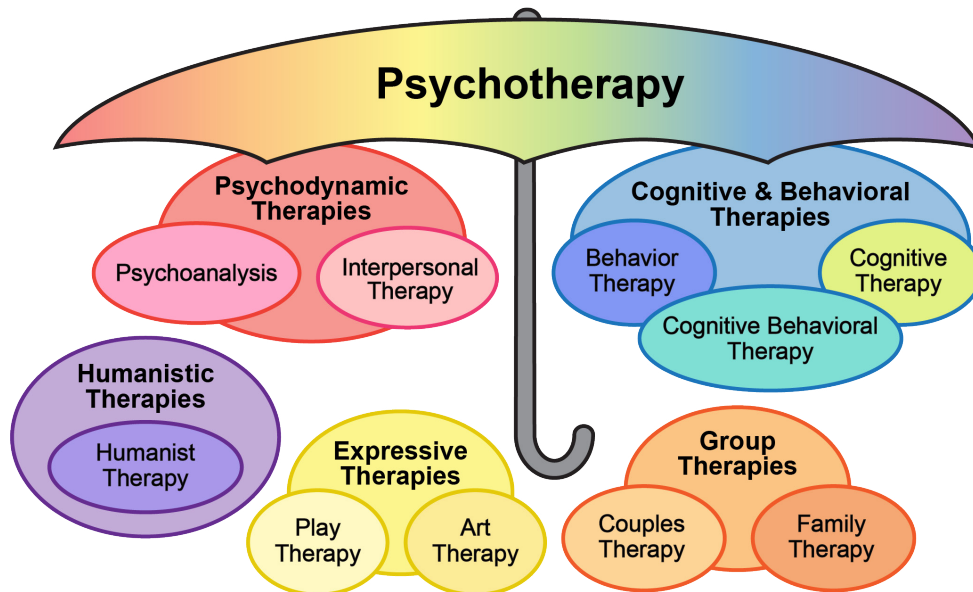 Psychotherapy
Psychodynamic
Therapies
Psychoanalysis
Interpersonal
Therapy
Cognitive & Behavioral
Therapies
Behavior
Therapy
Cognitive
Therapy
Cognitive Behavioral
Therapy
Humanistic
Therapies
Humanist
Therapy
Expressive
Therapies
Play
Therapy
Art
Therapy
Group
Therapies
Couples
Therapy
Family
Therapy